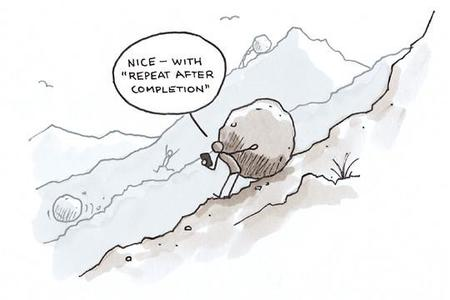 NICE – WITH
"REPEAT AFTER
COMPLETION"